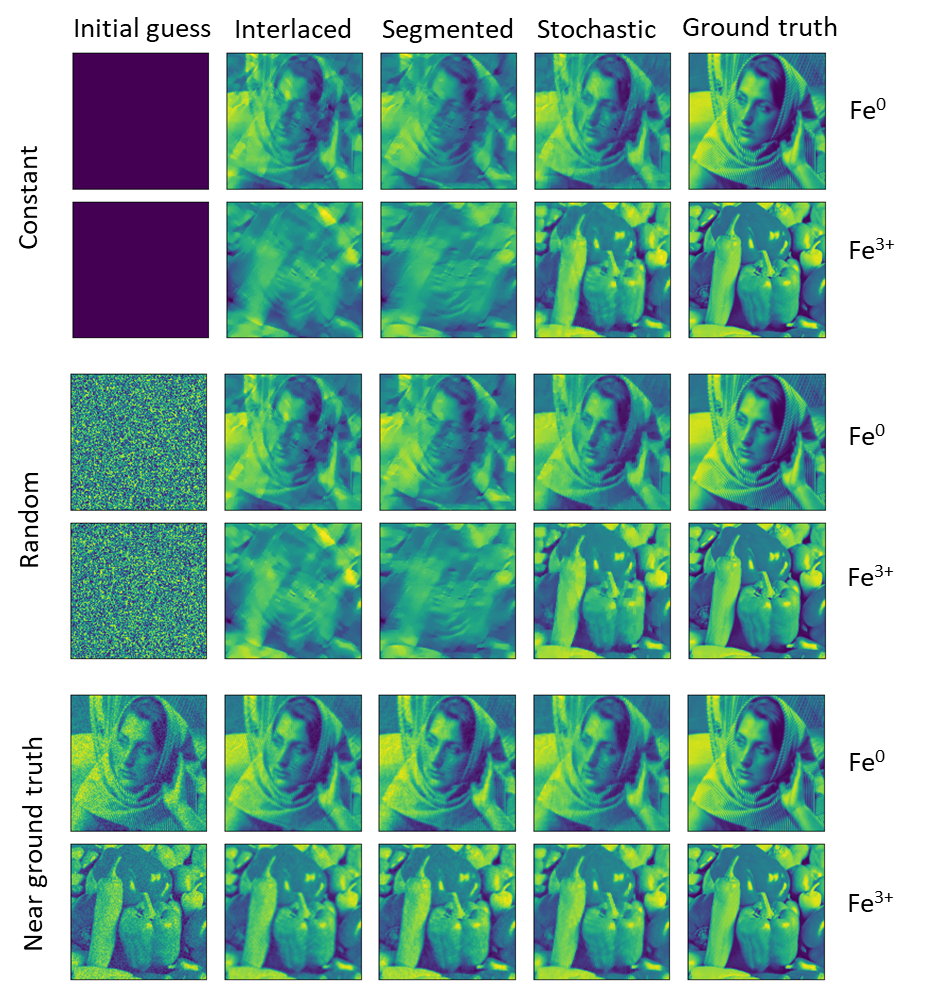 Initial guess Interlaced Segmented Stochastic Ground truth
Constant
Fe⁰
Fe³⁺
Random
Fe⁰
Fe³⁺
Near ground truth
Fe⁰
Fe³⁺